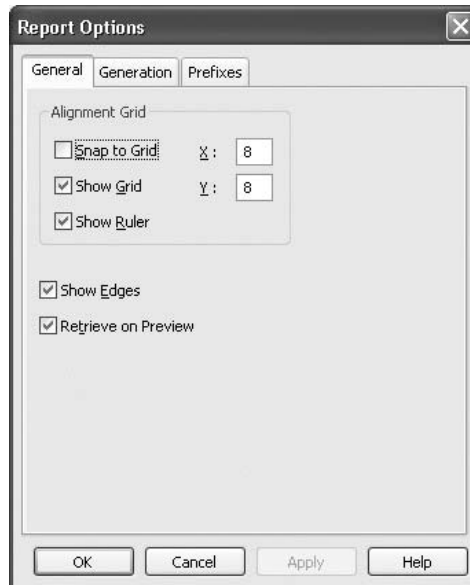 Report Options
General Generation Prefixes
Alignment Grid
Snap to Grid X : 8
Show Grid Y : 8
Show Ruler
Show Edges
Retrieve on Preview
OK Cancel Apply Help